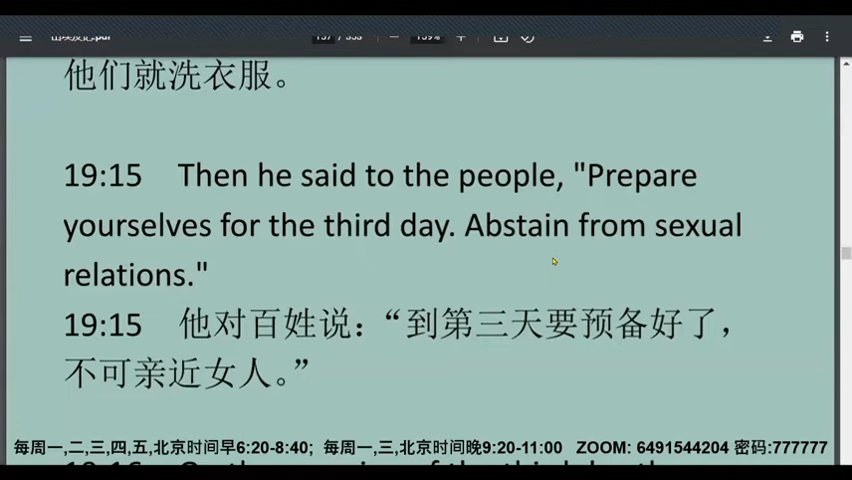 他们就洗衣服。
19:15 Then he said to the people, "Prepare
yourselves for the third day. Abstain from sexual
relations."
19:15 他对百姓说：“到第三天要预备好了，
不可亲近女人。”
每周一,二,三,四,五,北京时间早6:20-8:40; 每周一,三,北京时间晚9:20-11:00 ZOOM: 6491544204 密码:777777